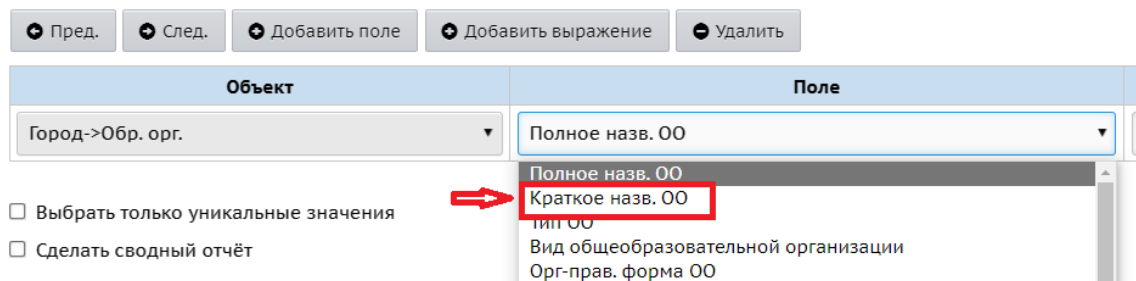 Пред. След. Добавить поле Добавить выражение Удалить
Объект Поле
Город->Обр. орг. Полное назв. ОО
Полное назв. ОО
Краткое назв. ОО
Выбрать только уникальные значения
Тип ОО
Вид общеобразовательной организации
Сделать сводный отчёт
Орг-прав. форма ОО